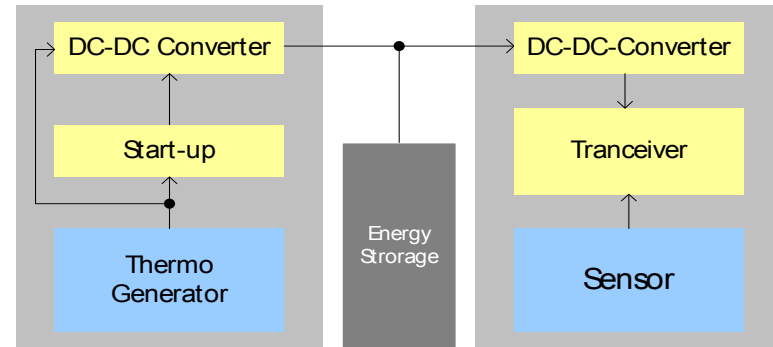 DC-DC Converter
Start-up
Thermo
Generator
Energy
Strorage
DC-DC-Converter
Tranceiver
Sensor